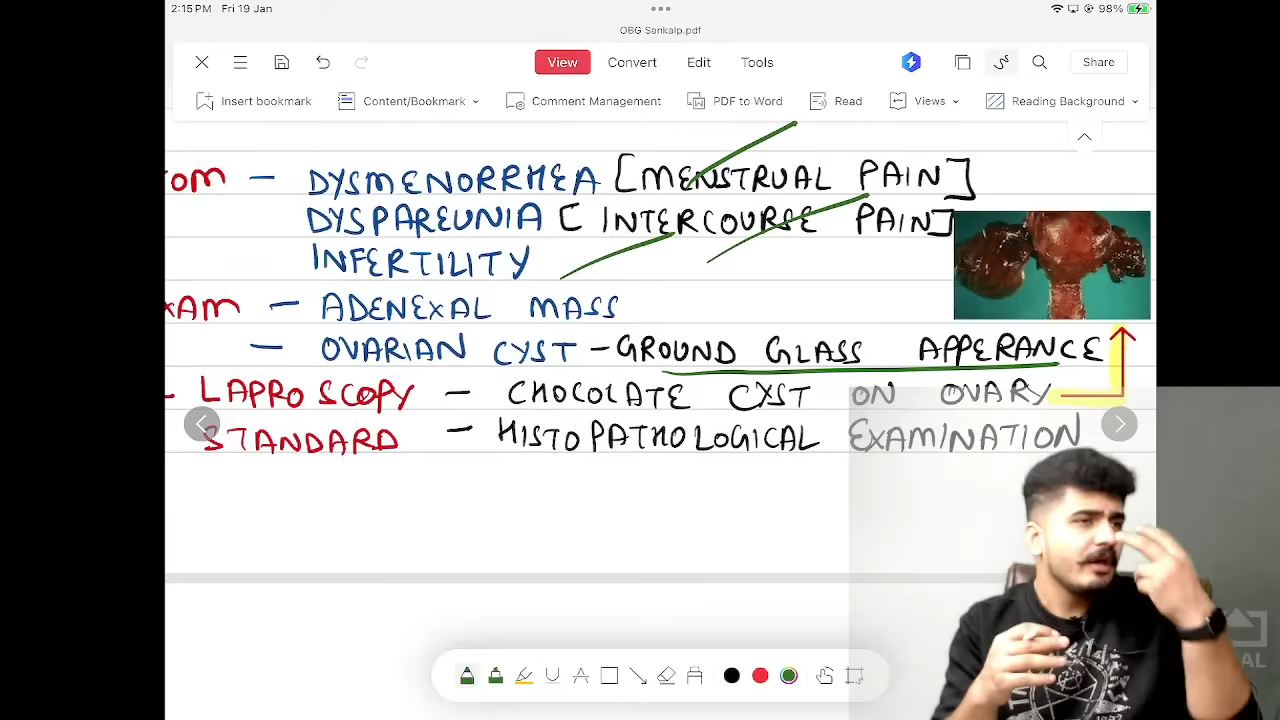 2:15 PM Fri 19 Jan
98%
OBG Sankalp.pdf
View Convert Edit Tools Share
Insert bookmark Content/Bookmark Comment Management PDF to Word Read Views Reading Background
OM - DYSMENORRHEA [MENSTRUAL PAIN]
DYSPAREUNIA [INTERCOURSE PAIN]
INFERTILITY
XAM - ADENEXAL MASS
- OVARIAN CYST - GROUND GLASS APPERANCE
- LAPROSCOPY - CHOCOLATE CYST ON OVARY
STANDARD - HISTOPATHOLOGICAL EXAMINATION